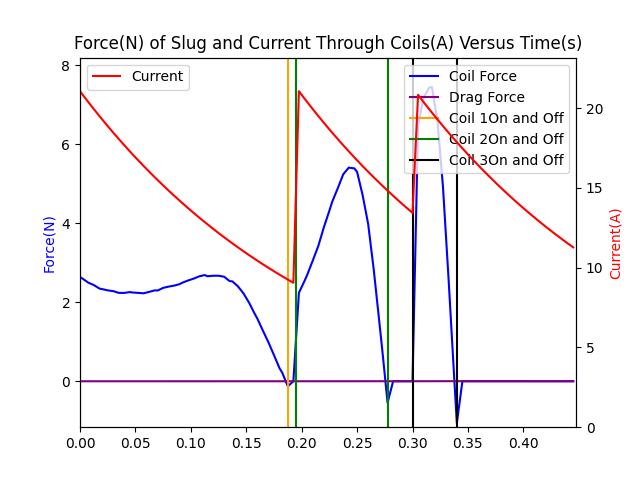 Force(N) of Slug and Current Through Coils(A) Versus Time(s)
Current
Coil Force
Drag Force
Coil 1On and Off
Coil 2On and Off
Coil 3On and Off
8
6
4
2
0
Force(N)
20
15
10
5
0
Current(A)
0.00 0.05 0.10 0.15 0.20 0.25 0.30 0.35 0.40